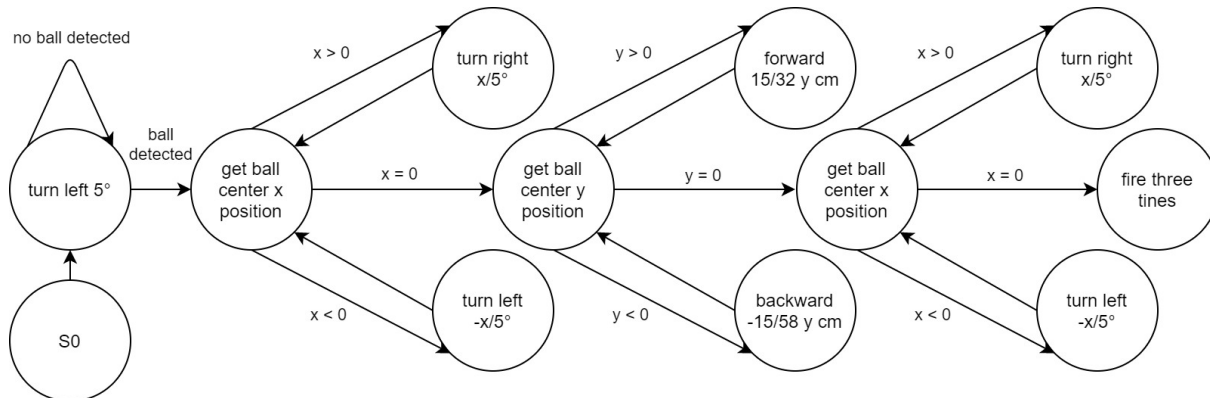 no ball detected
turn left 5°
S0
ball
detected
get ball
center x
position
x > 0
turn right
x/5°
x = 0
x < 0
turn left
-x/5°
get ball
center y
position
y > 0
forward
15/32 y cm
y = 0
y < 0
backward
-15/58 y cm
get ball
center x
position
x > 0
turn right
x/5°
x = 0
fire three
tines
x < 0
turn left
-x/5°